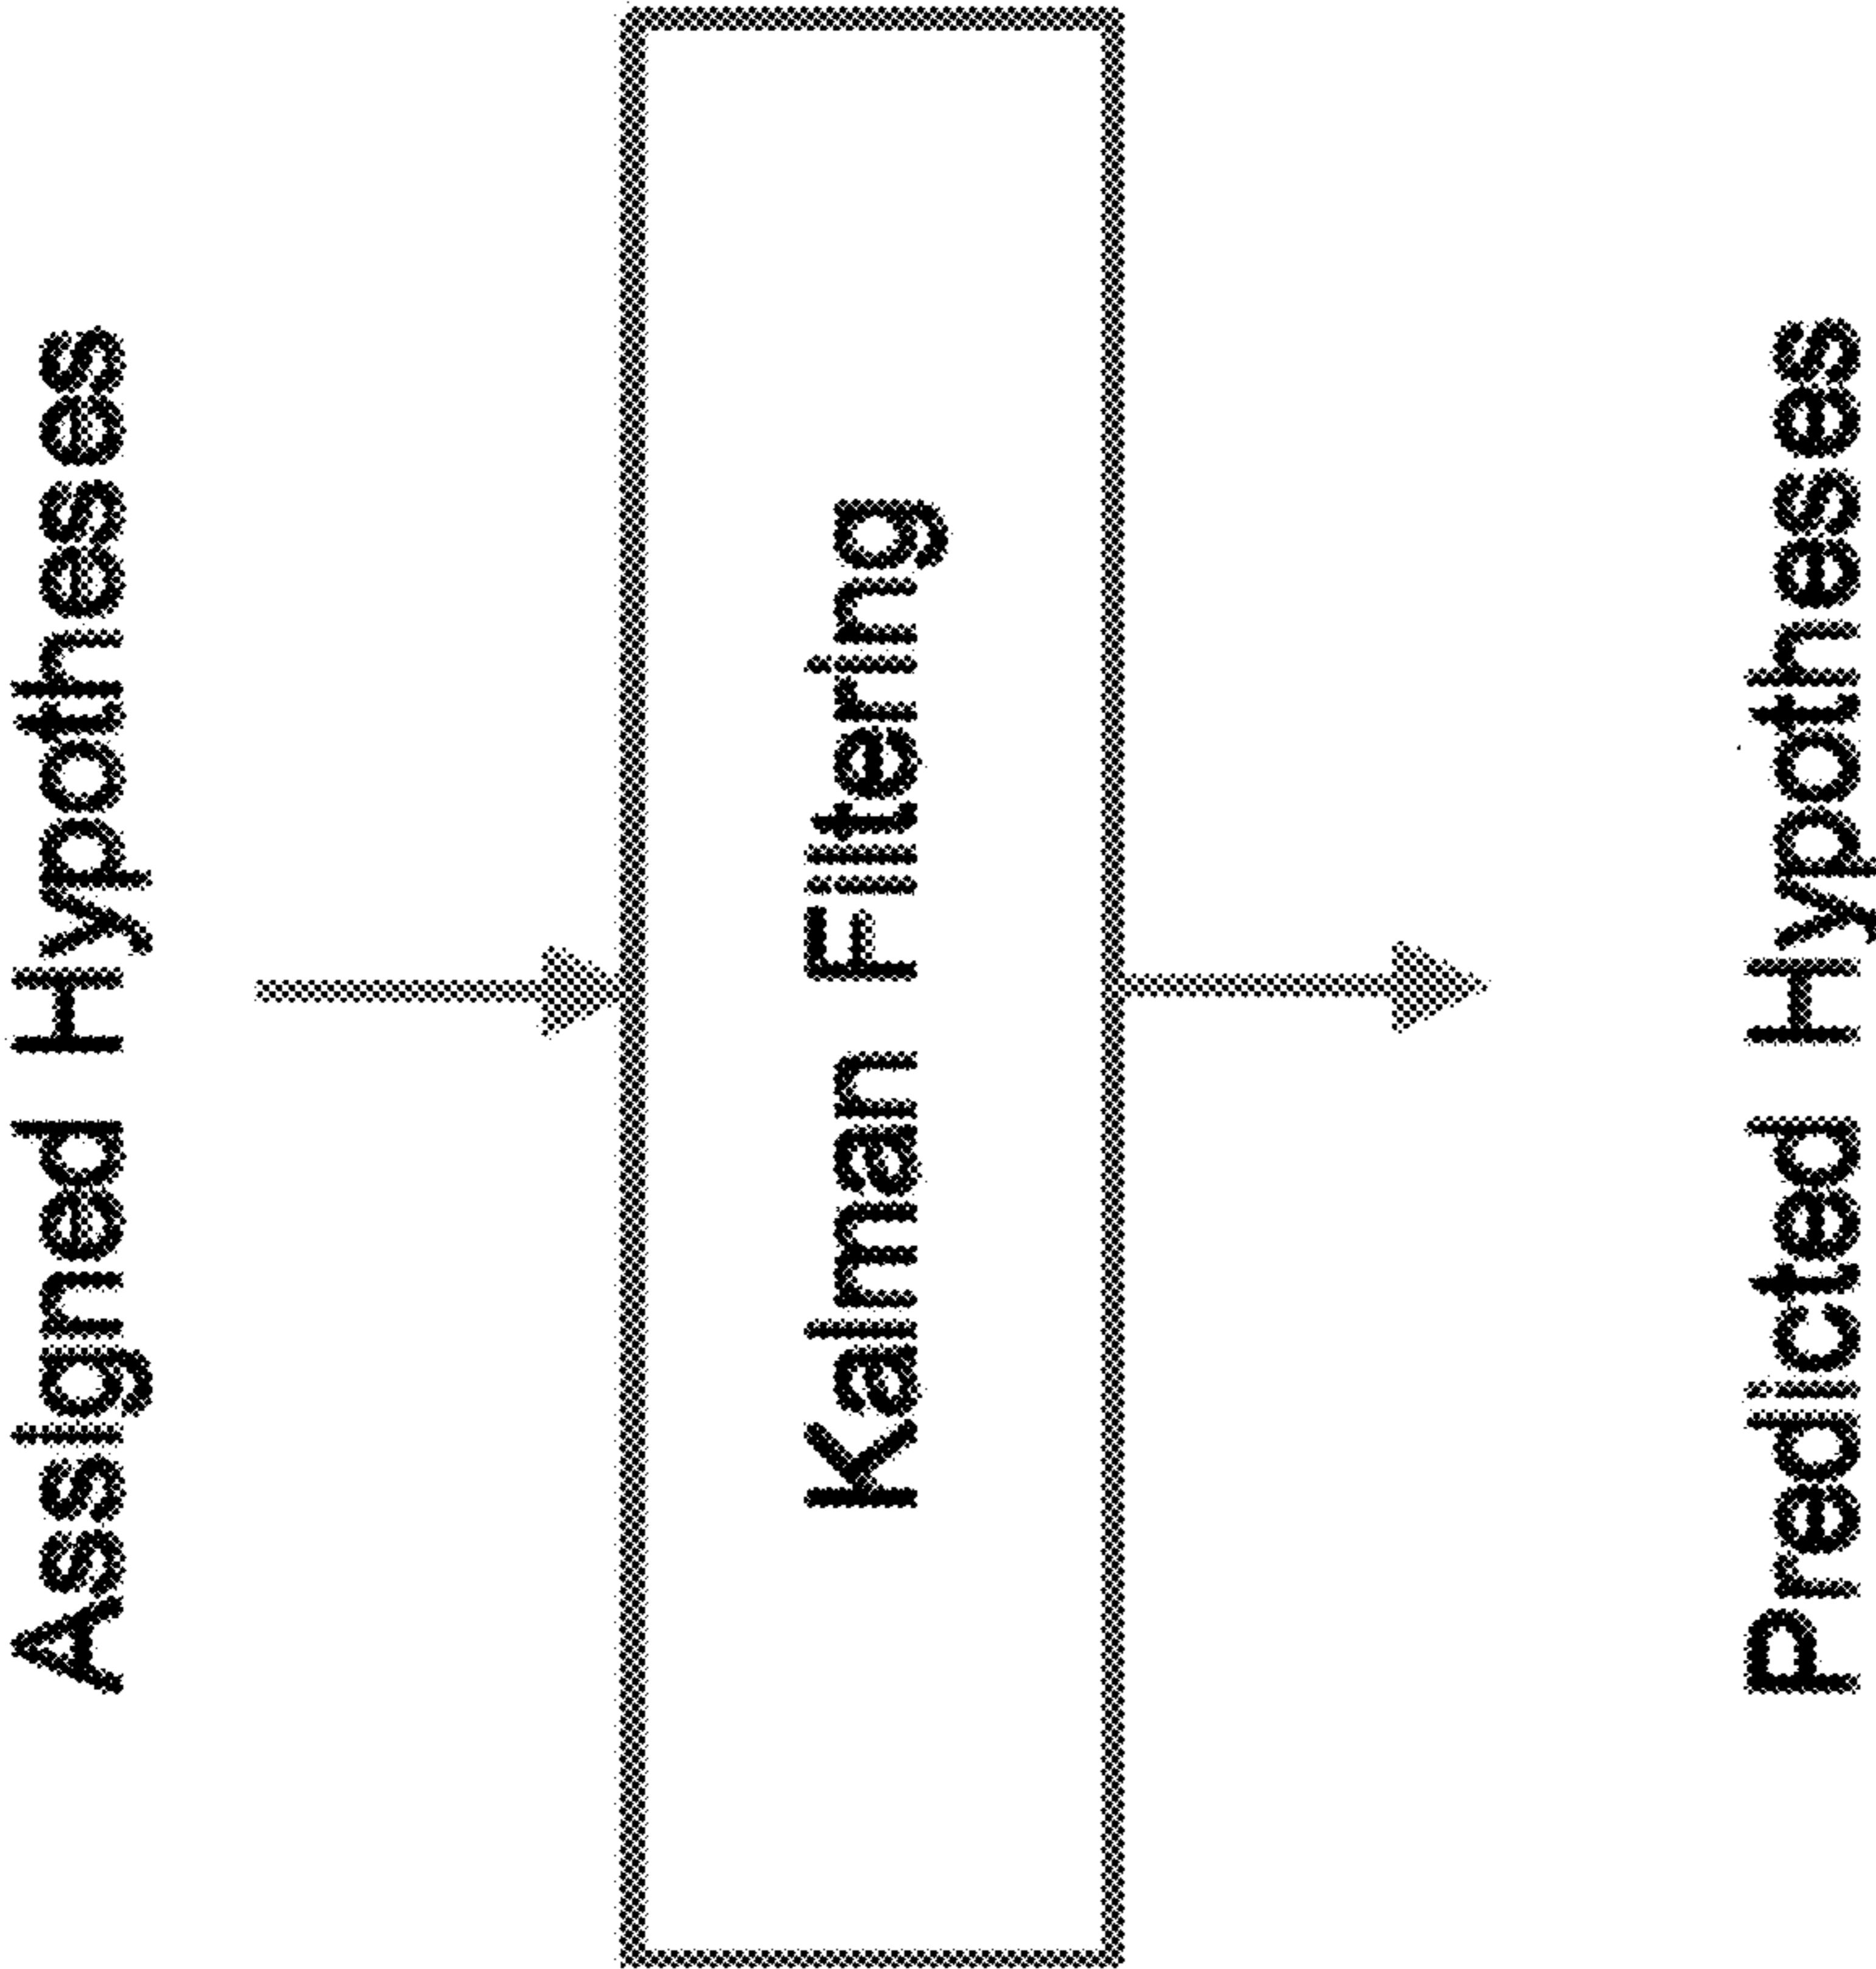 Assigned Hypotheses
Kalman Filtering
Predicted Hypotheses